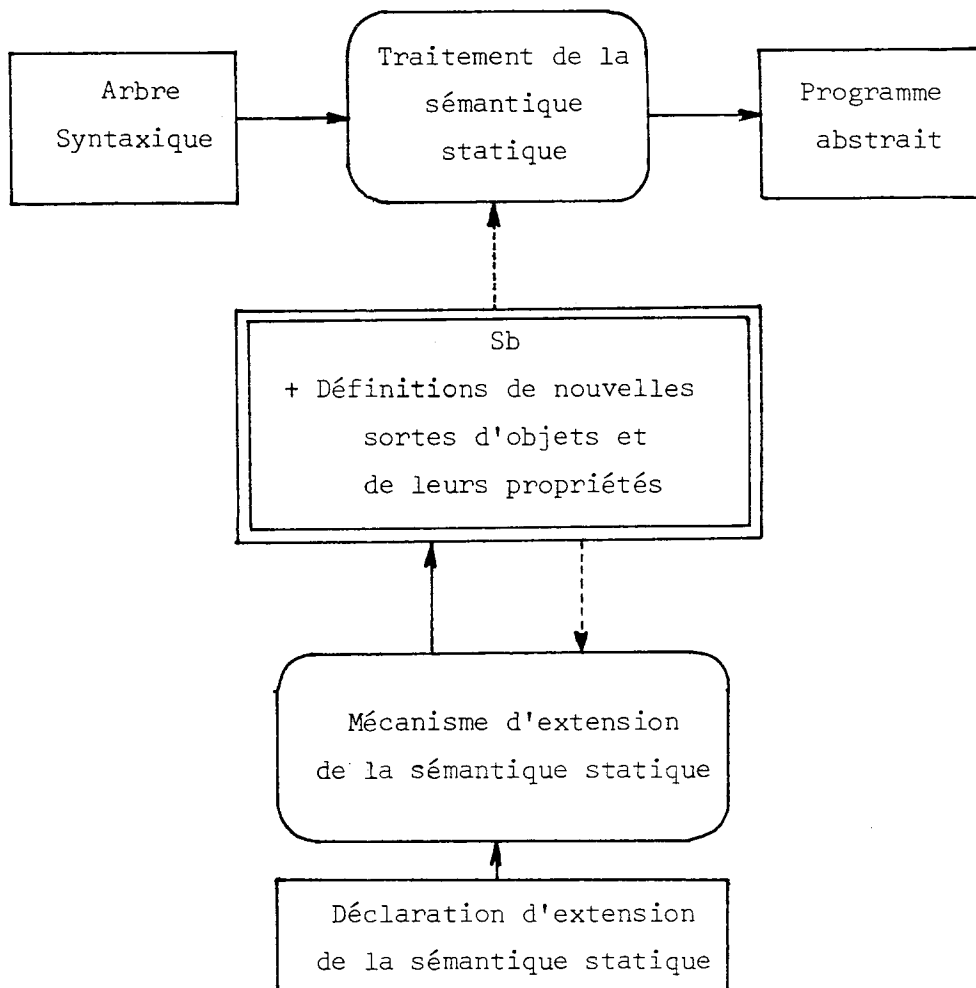 Arbre
Syntaxique
Traitement de la
sémantique
statique
Programme
abstrait
Sb
+ Définitions de nouvelles
sortes d'objets et
de leurs propriétés
Mécanisme d'extension
de la sémantique statique
Déclaration d'extension
de la sémantique statique